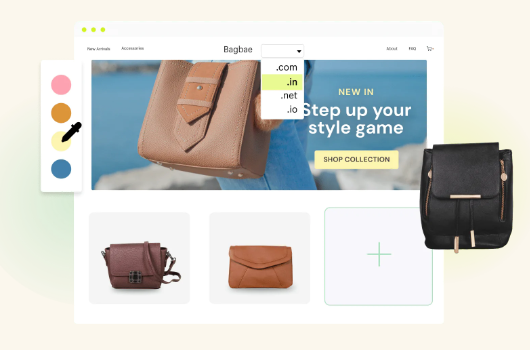 New Arrivals
Accessories
Bagbae
About
FAQ
.com
.in
.net
.io
NEW IN
Step up your
style game
SHOP COLLECTION